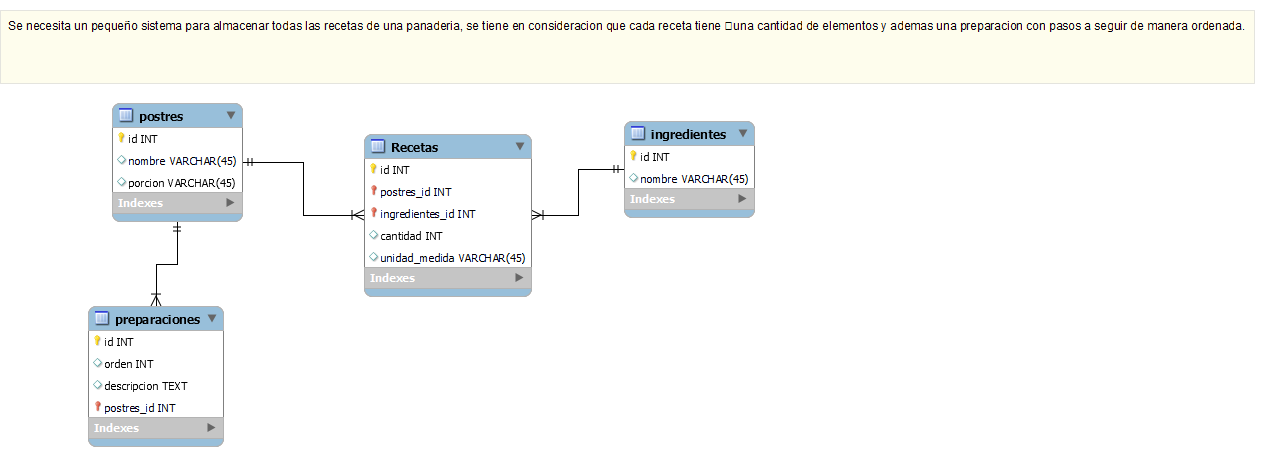 Se necesita un pequeño sistema para almacenar todas las recetas de una panaderia, se tiene en consideracion que cada receta tiene una cantidad de elementos y ademas una preparacion con pasos a seguir de manera ordenada.
postres
id INT
nombre VARCHAR(45)
porcion VARCHAR(45)
Indexes
Recetas
id INT
postres_id INT
ingredientes_id INT
cantidad INT
unidad_medida VARCHAR(45)
Indexes
ingredientes
id INT
nombre VARCHAR(45)
Indexes
preparaciones
id INT
orden INT
descripcion TEXT
postres_id INT
Indexes